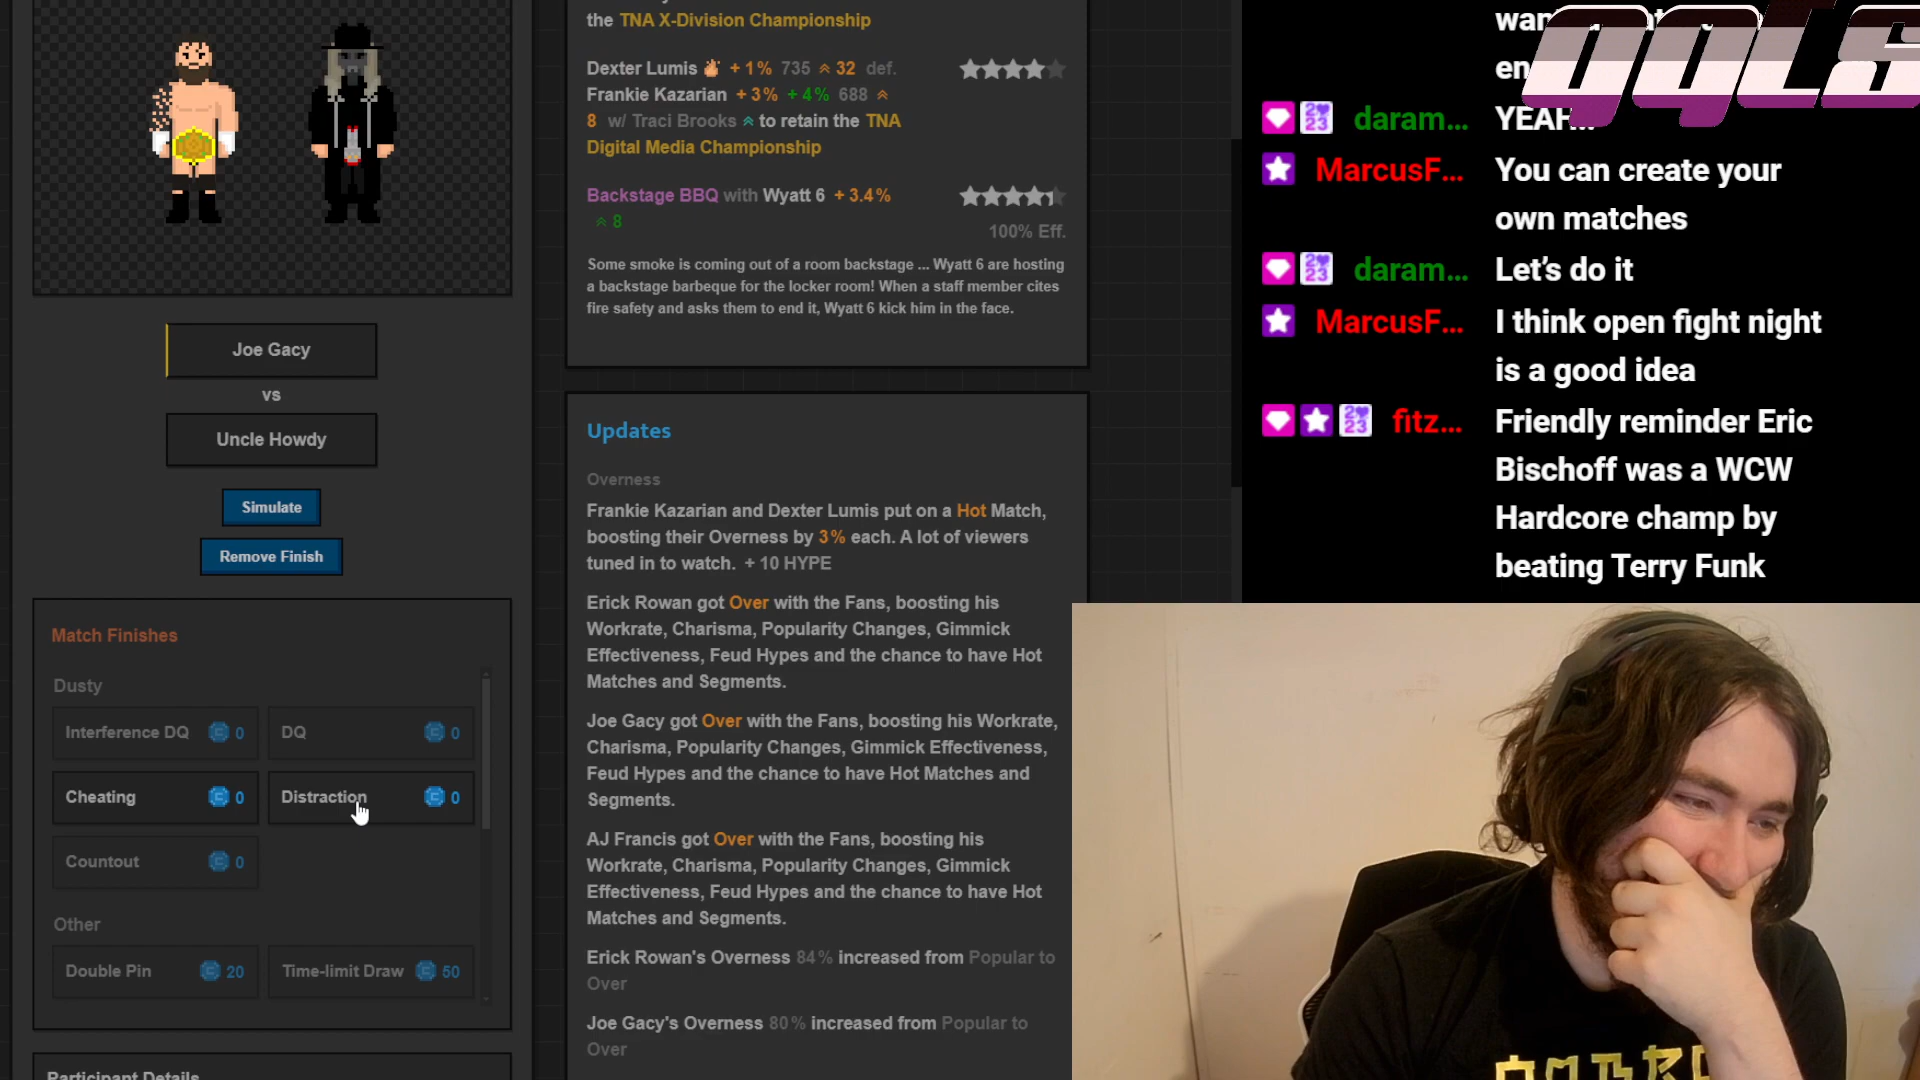 the TNA X-Division Championship
Dexter Lumis + 1% 735 32 def.
Frankie Kazarian + 3% + 4% 688
8 w/ Traci Brooks to retain the TNA
Digital Media Championship
Backstage BBQ with Wyatt 6 + 3.4%
8
100% Eff.
Some smoke is coming out of a room backstage ... Wyatt 6 are hosting
a backstage barbeque for the locker room! When a staff member cites
fire safety and asks them to end it, Wyatt 6 kick him in the face.
Joe Gacy
vs
Uncle Howdy
Simulate
Remove Finish
Match Finishes
Dusty
Interference DQ 0
DQ 0
Cheating 0
Distraction 0
Countout 0
Other
Double Pin 20
Time-limit Draw 50
Participant Details
Updates
Overness
Frankie Kazarian and Dexter Lumis put on a Hot Match,
boosting their Overness by 3% each. A lot of viewers
tuned in to watch. + 10 HYPE
Erick Rowan got Over with the Fans, boosting his
Workrate, Charisma, Popularity Changes, Gimmick
Effectiveness, Feud Hypes and the chance to have Hot
Matches and Segments.
Joe Gacy got Over with the Fans, boosting his Workrate,
Charisma, Popularity Changes, Gimmick Effectiveness,
Feud Hypes and the chance to have Hot Matches and
Segments.
AJ Francis got Over with the Fans, boosting his
Workrate, Charisma, Popularity Changes, Gimmick
Effectiveness, Feud Hypes and the chance to have Hot
Matches and Segments.
Erick Rowan's Overness 84% increased from Popular to
Over
Joe Gacy's Overness 80% increased from Popular to
Over
daram... YEAH...
MarcusF... You can create your
own matches
daram... Let's do it
MarcusF... I think open fight night
is a good idea
fitz... Friendly reminder Eric
Bischoff was a WCW
Hardcore champ by
beating Terry Funk